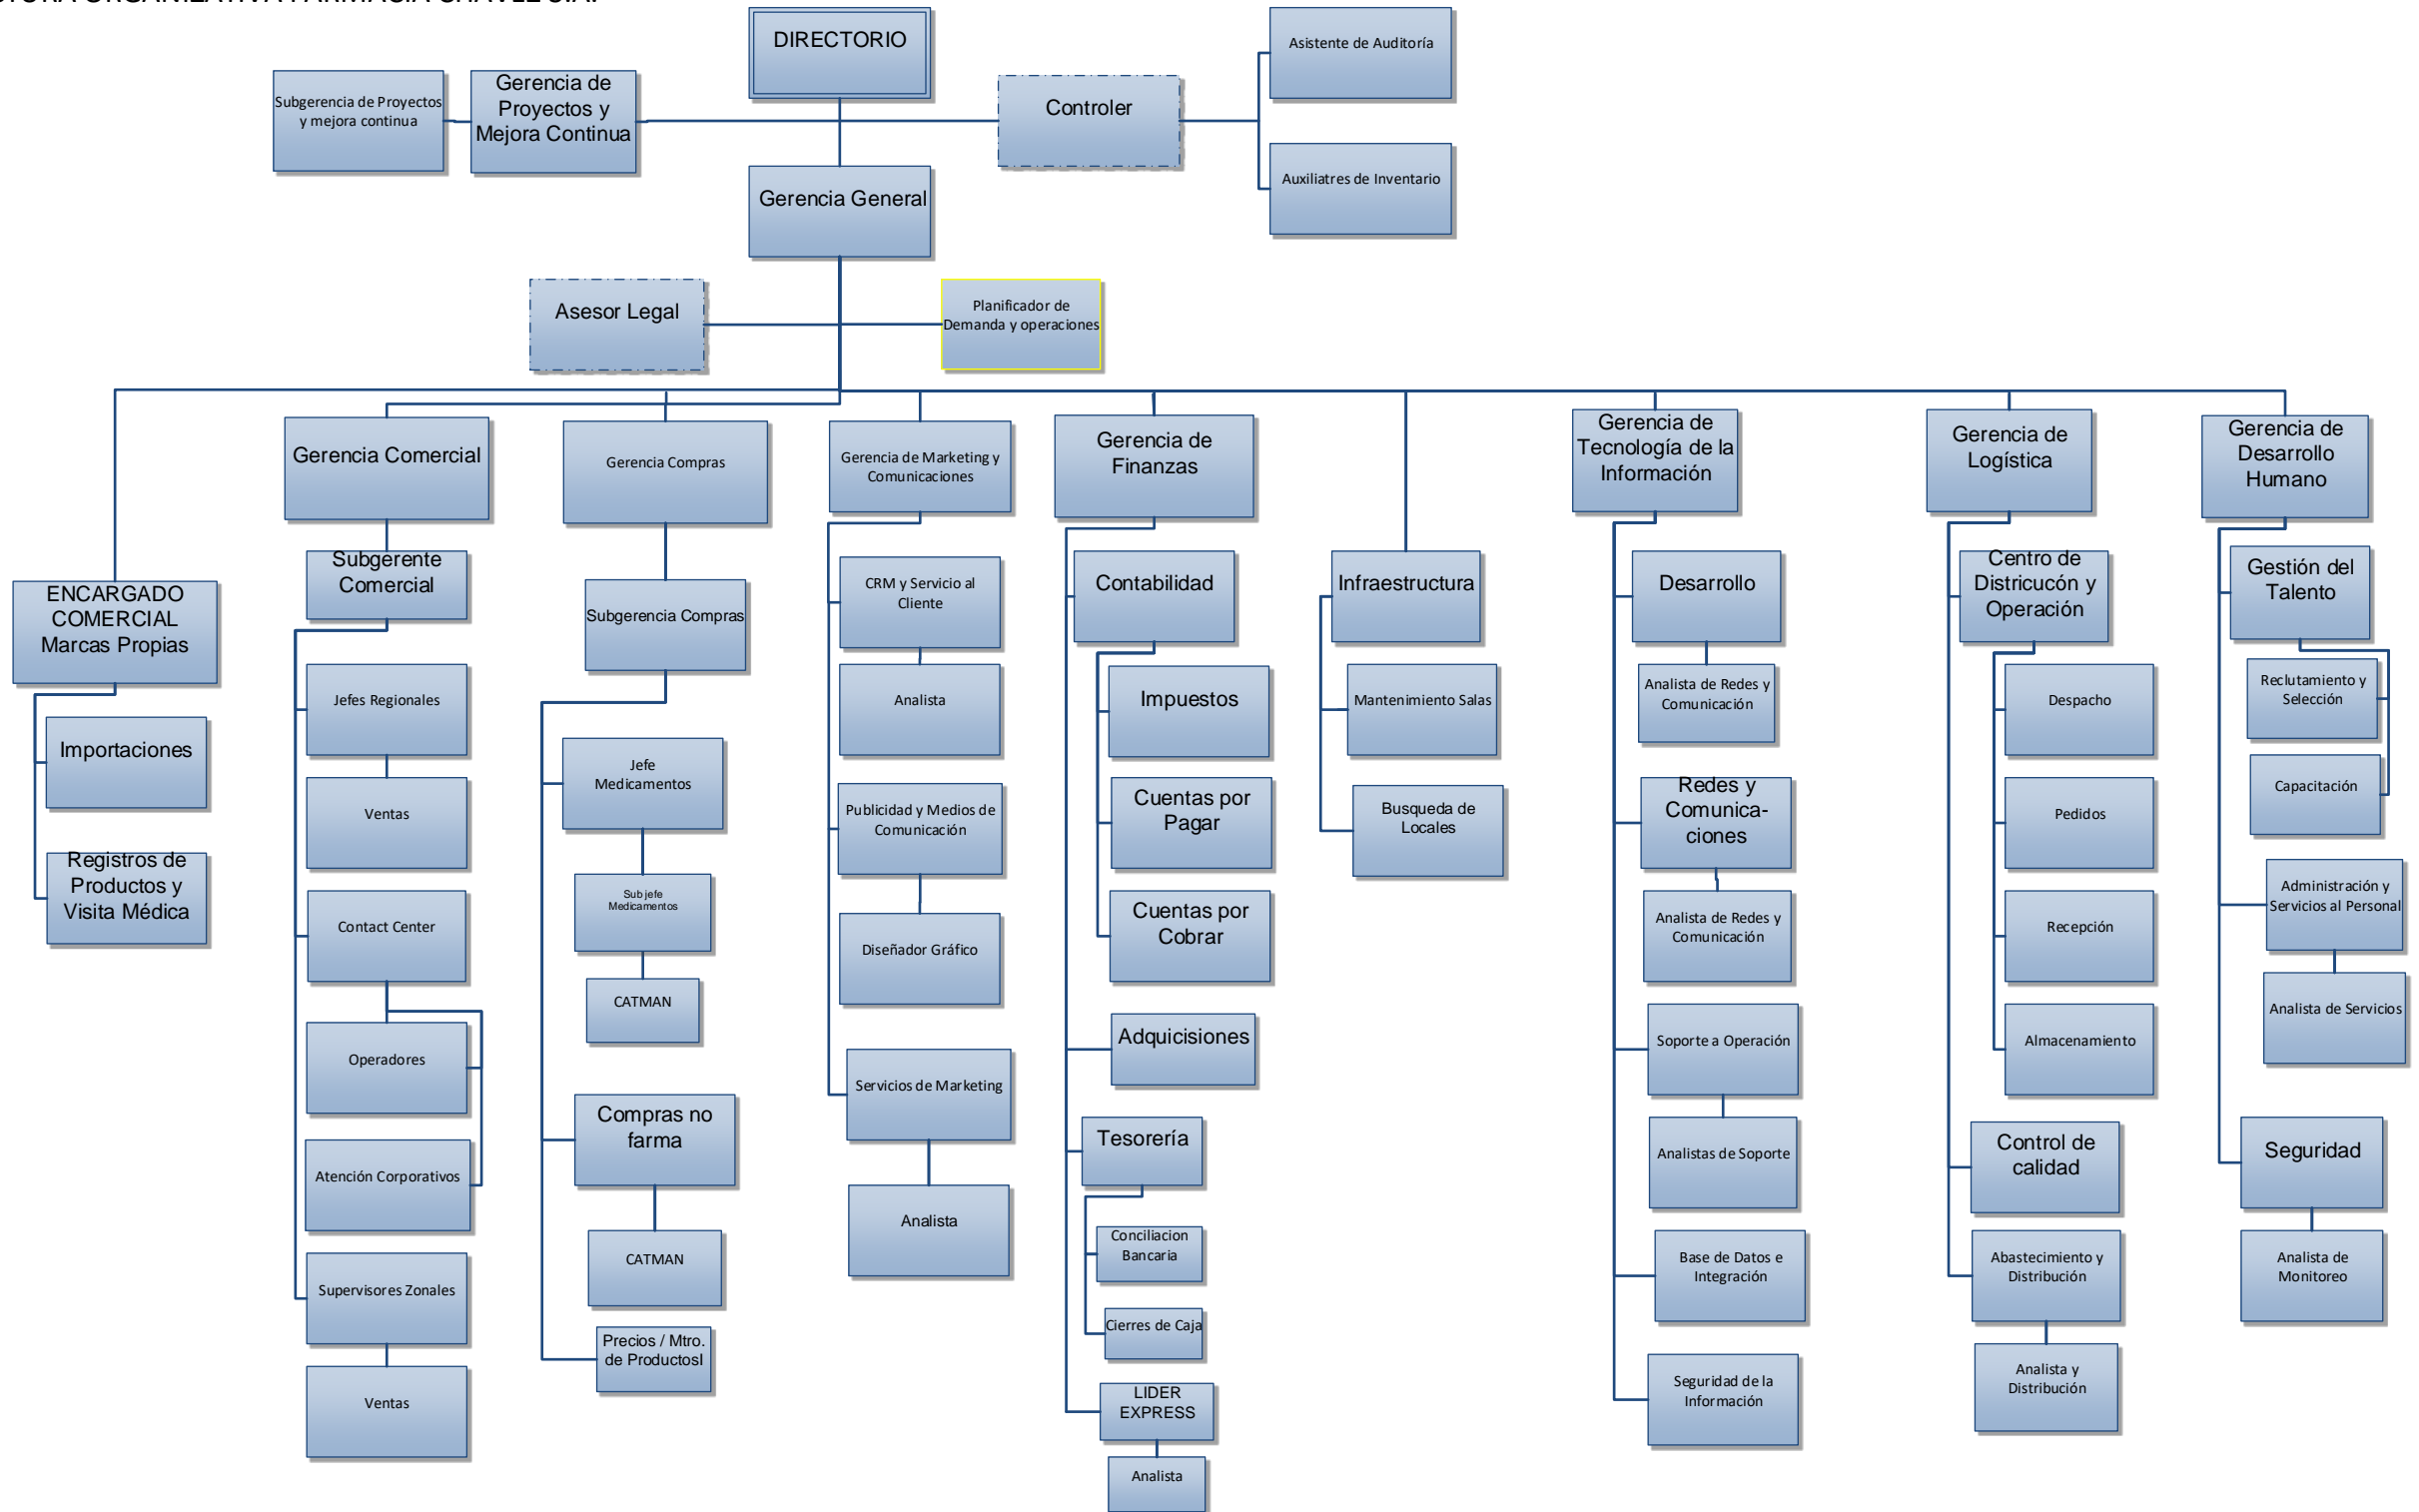 DIRECTORIO
Asistente de Auditoría
Subgerencia de Proyectos
y mejora continua
Gerencia de
Proyectos y
Mejora Continua
Controler
Auxiliatres de Inventario
Gerencia General
Asesor Legal
Planificador de
Demanda y operaciones
ENCARGADO
COMERCIAL
Marcas Propias
Importaciones
Registros de
Productos y
Visita Médica
Gerencia Comercial
Subgerente
Comercial
Jefes Regionales
Ventas
Contact Center
Operadores
Atención Corporativos
Supervisores Zonales
Ventas
Gerencia Compras
Subgerencia Compras
Jefe
Medicamentos
Sub jefe
Medicamentos
CATMAN
Compras no
farma
CATMAN
Precios / Mtro.
de Productosl
Gerencia de Marketing y
Comunicaciones
CRM y Servicio al
Cliente
Analista
Publicidad y Medios de
Comunicación
Diseñador Gráfico
Servicios de Marketing
Analista
Gerencia de
Finanzas
Contabilidad
Impuestos
Cuentas por
Pagar
Cuentas por
Cobrar
Adquicisiones
Tesorería
Conciliacion
Bancaria
Cierres de Caja
LIDER
EXPRESS
Analista
Infraestructura
Mantenimiento Salas
Busqueda de
Locales
Gerencia de
Tecnología de la
Información
Desarrollo
Analista de Redes y
Comunicación
Redes y
Comunica-
ciones
Analista de Redes y
Comunicación
Soporte a Operación
Analistas de Soporte
Base de Datos e
Integración
Seguridad de la
Información
Gerencia de
Logística
Centro de
Districucón y
Operación
Despacho
Pedidos
Recepción
Almacenamiento
Control de
calidad
Abastecimiento y
Distribución
Analista y
Distribución
Gerencia de
Desarrollo
Humano
Gestión del
Talento
Reclutamiento y
Selección
Capacitación
Administración y
Servicios al Personal
Analista de Servicios
Seguridad
Analista de
Monitoreo